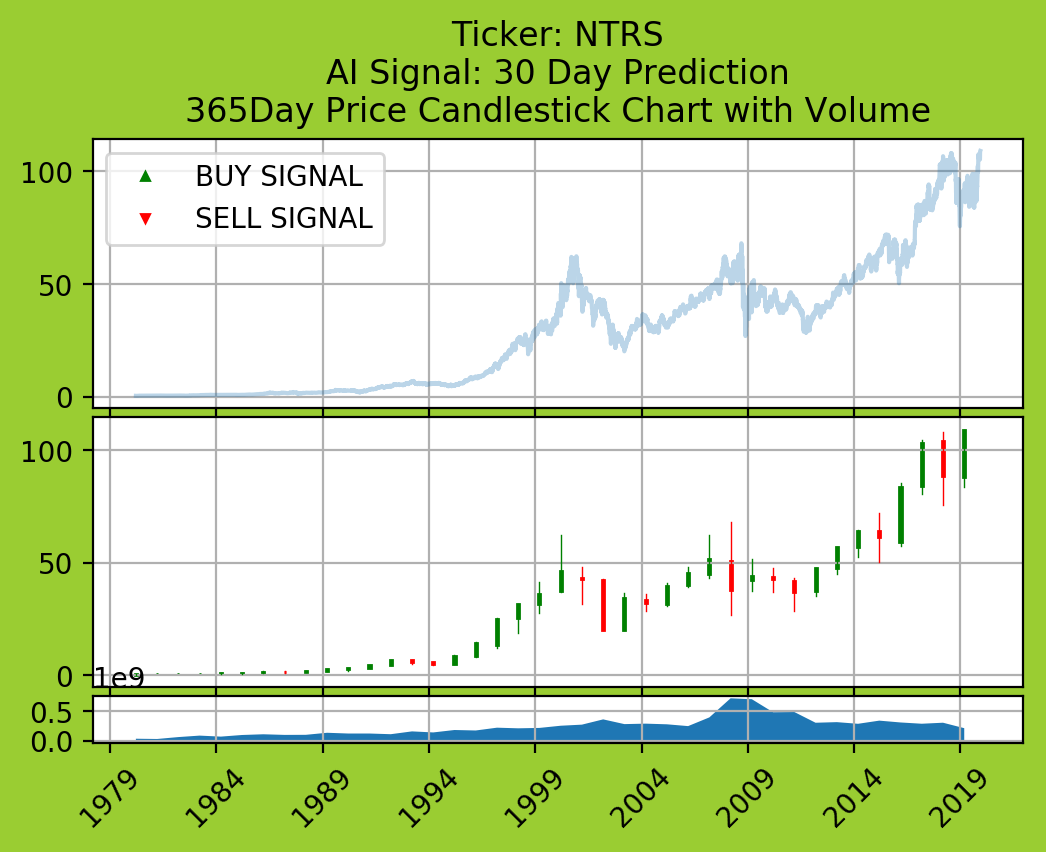 Ticker: NTRS
AI Signal: 30 Day Prediction
365Day Price Candlestick Chart with Volume
BUY SIGNAL
SELL SIGNAL
100
50
0
100
50
0
1e9
0.5
0.0
1979 1984 1989 1994 1999 2004 2009 2014 2019